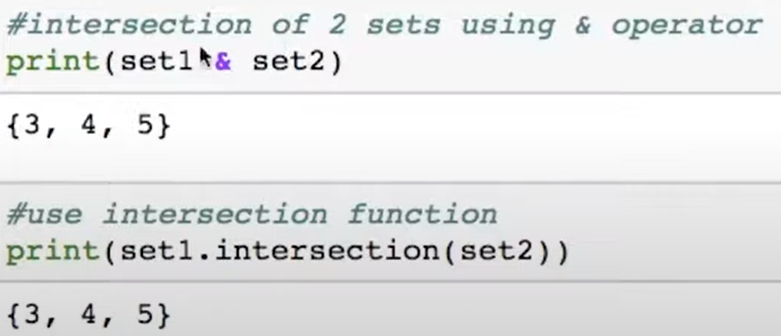 #intersection of 2 sets using & operator
print(set1 & set2)
{3, 4, 5}
#use intersection function
print(set1.intersection(set2))
{3, 4, 5}